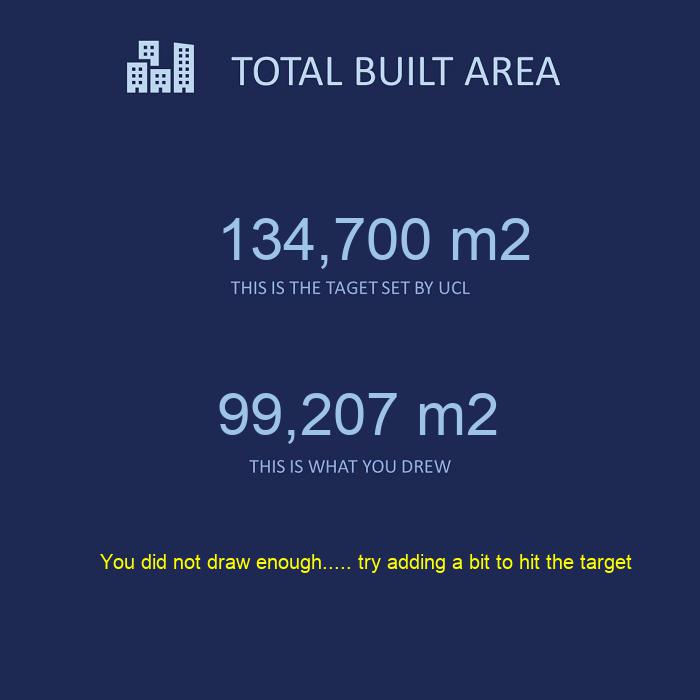 TOTAL BUILT AREA
134,700 m2
THIS IS THE TAGET SET BY UCL
99,207 m2
THIS IS WHAT YOU DREW
You did not draw enough..... try adding a bit to hit the target